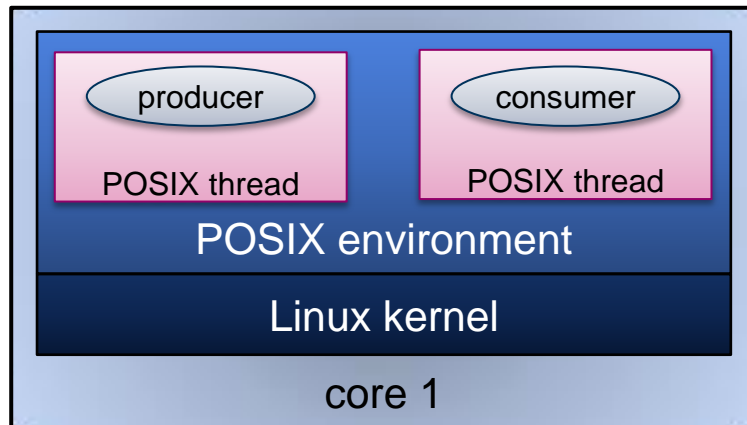 producer
consumer
POSIX thread
POSIX thread
POSIX environment
Linux kernel
core 1